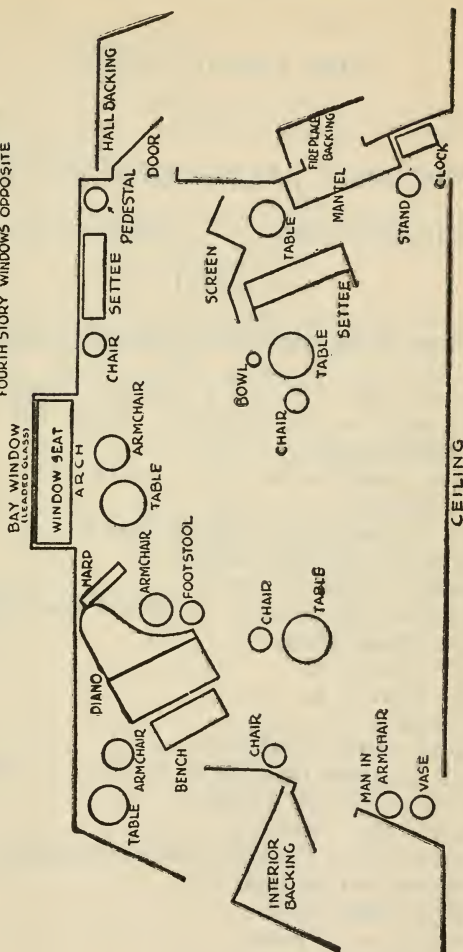 FOURTH STORY WINDOWS OPPOSITE
BAY WINDOW
(LEADED GLASS)
WINDOW SEAT
ARCH
HALL BACKING
DOOR
PEDESTAL
SETTEE
CHAIR
ARMCHAIR
TABLE
HARP
ARMCHAIR
FOOTSTOOL
PIANO
BENCH
ARMCHAIR
TABLE
SCREEN
TABLE
FIREPLACE
BACKING
MANTEL
SETTEE
BOWL
TABLE
CHAIR
STAND
CLOCK
CHAIR
TABLE
CHAIR
INTERIOR
BACKING
MAN IN
ARMCHAIR
VASE
CEILING